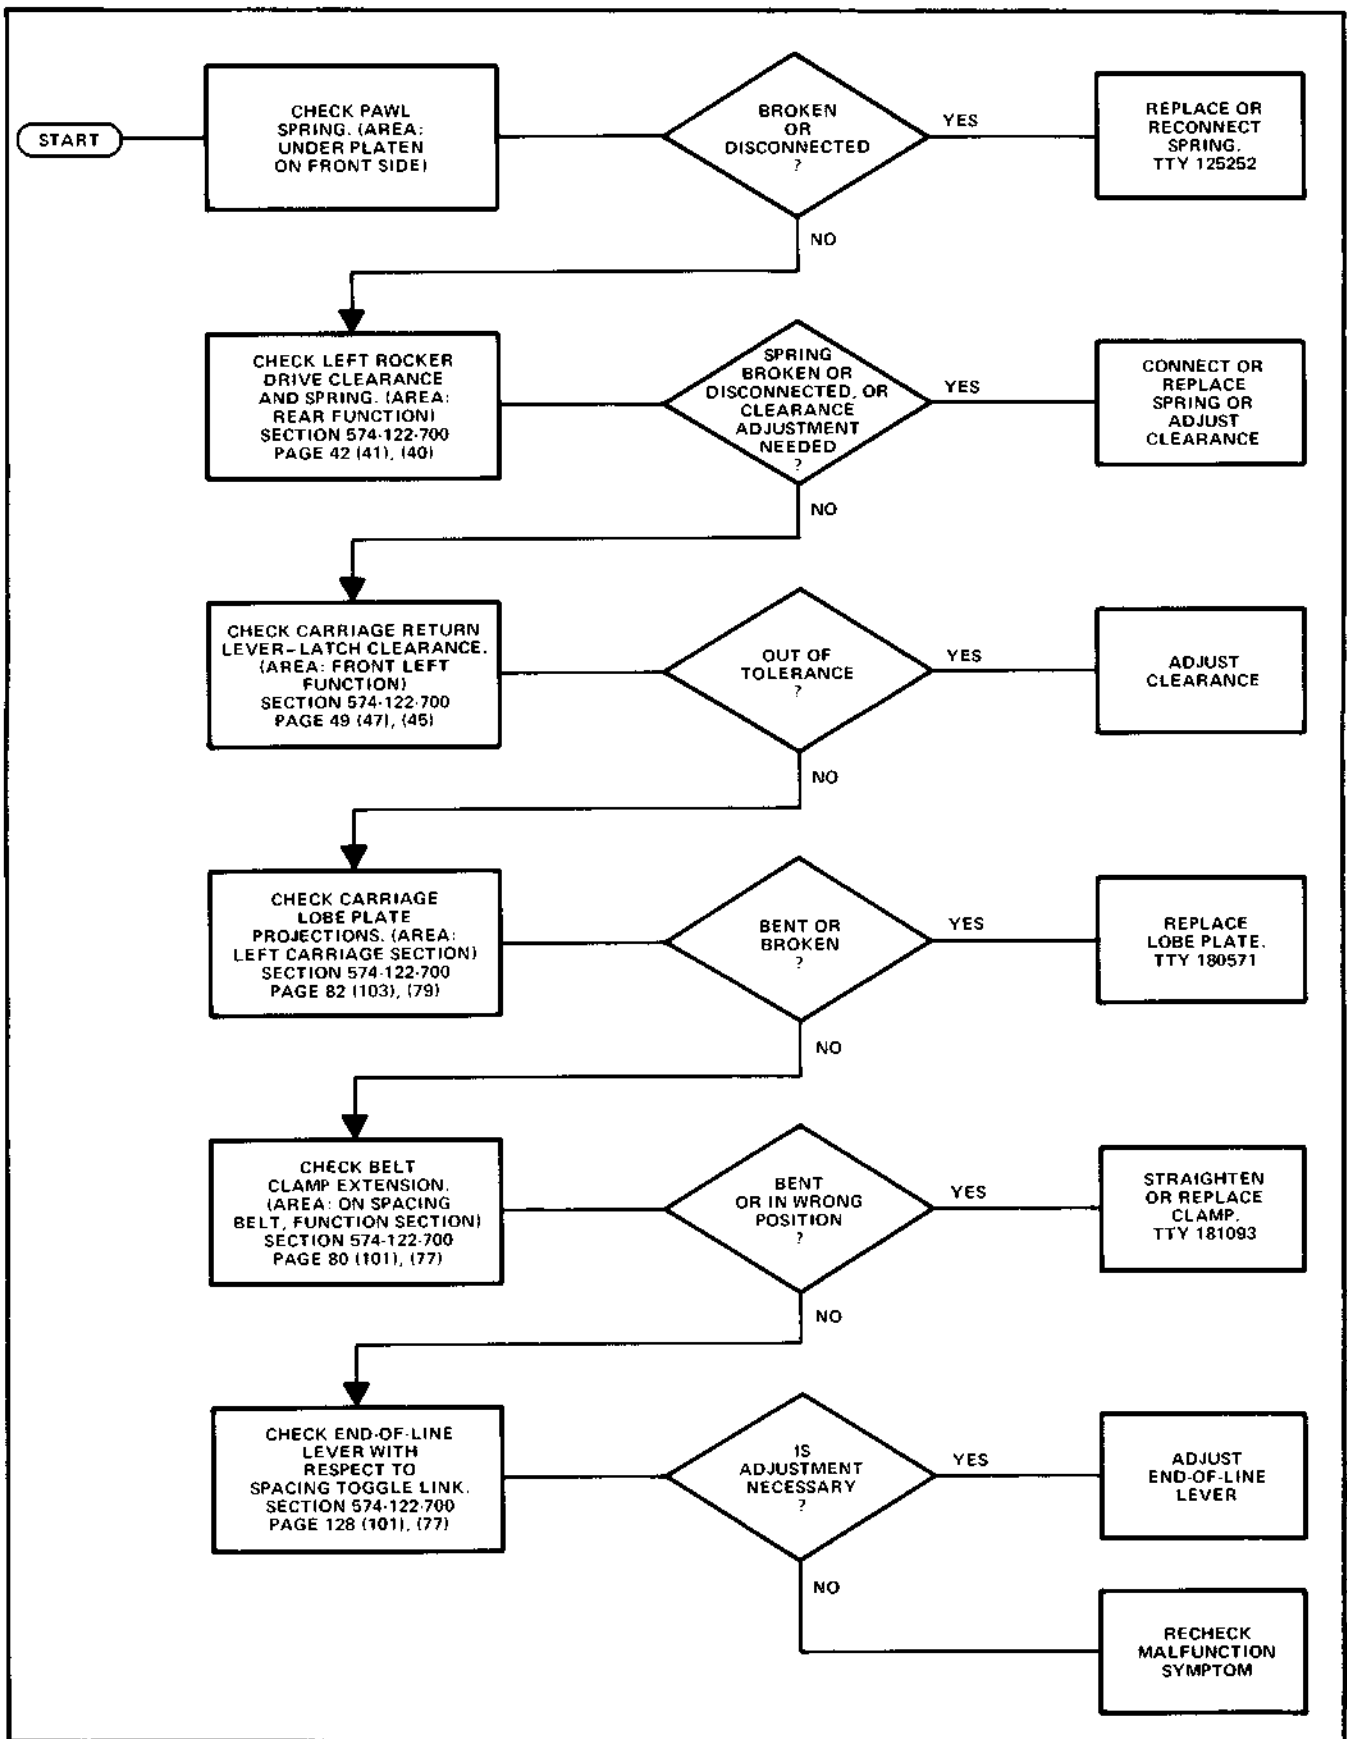 START
CHECK PAWL
SPRING. (AREA:
UNDER PLATEN
ON FRONT SIDE)
BROKEN
OR
DISCONNECTED
?
YES
REPLACE OR
RECONNECT
SPRING.
TTY 125252
NO
CHECK LEFT ROCKER
DRIVE CLEARANCE
AND SPRING. (AREA:
REAR FUNCTION)
SECTION 574-122-700
PAGE 42 (41), (40)
SPRING
BROKEN OR
DISCONNECTED, OR
CLEARANCE
ADJUSTMENT
NEEDED
?
YES
CONNECT OR
REPLACE
SPRING OR
ADJUST
CLEARANCE
NO
CHECK CARRIAGE RETURN
LEVER-LATCH CLEARANCE.
(AREA: FRONT LEFT
FUNCTION)
SECTION 574-122-700
PAGE 49 (47), (45)
OUT OF
TOLERANCE
?
YES
ADJUST
CLEARANCE
NO
CHECK CARRIAGE
LOBE PLATE
PROJECTIONS. (AREA:
LEFT CARRIAGE SECTION)
SECTION 574-122-700
PAGE 82 (103), (79)
BENT OR
BROKEN
?
YES
REPLACE
LOBE PLATE.
TTY 180571
NO
CHECK BELT
CLAMP EXTENSION.
(AREA: ON SPACING
BELT, FUNCTION SECTION)
SECTION 574-122-700
PAGE 80 (101), (77)
BENT
OR IN WRONG
POSITION
?
YES
STRAIGHTEN
OR REPLACE
CLAMP.
TTY 181093
NO
CHECK END-OF-LINE
LEVER WITH
RESPECT TO
SPACING TOGGLE LINK.
SECTION 574-122-700
PAGE 128 (101), (77)
IS
ADJUSTMENT
NECESSARY
?
YES
ADJUST
END-OF-LINE
LEVER
NO
RECHECK
MALFUNCTION
SYMPTOM